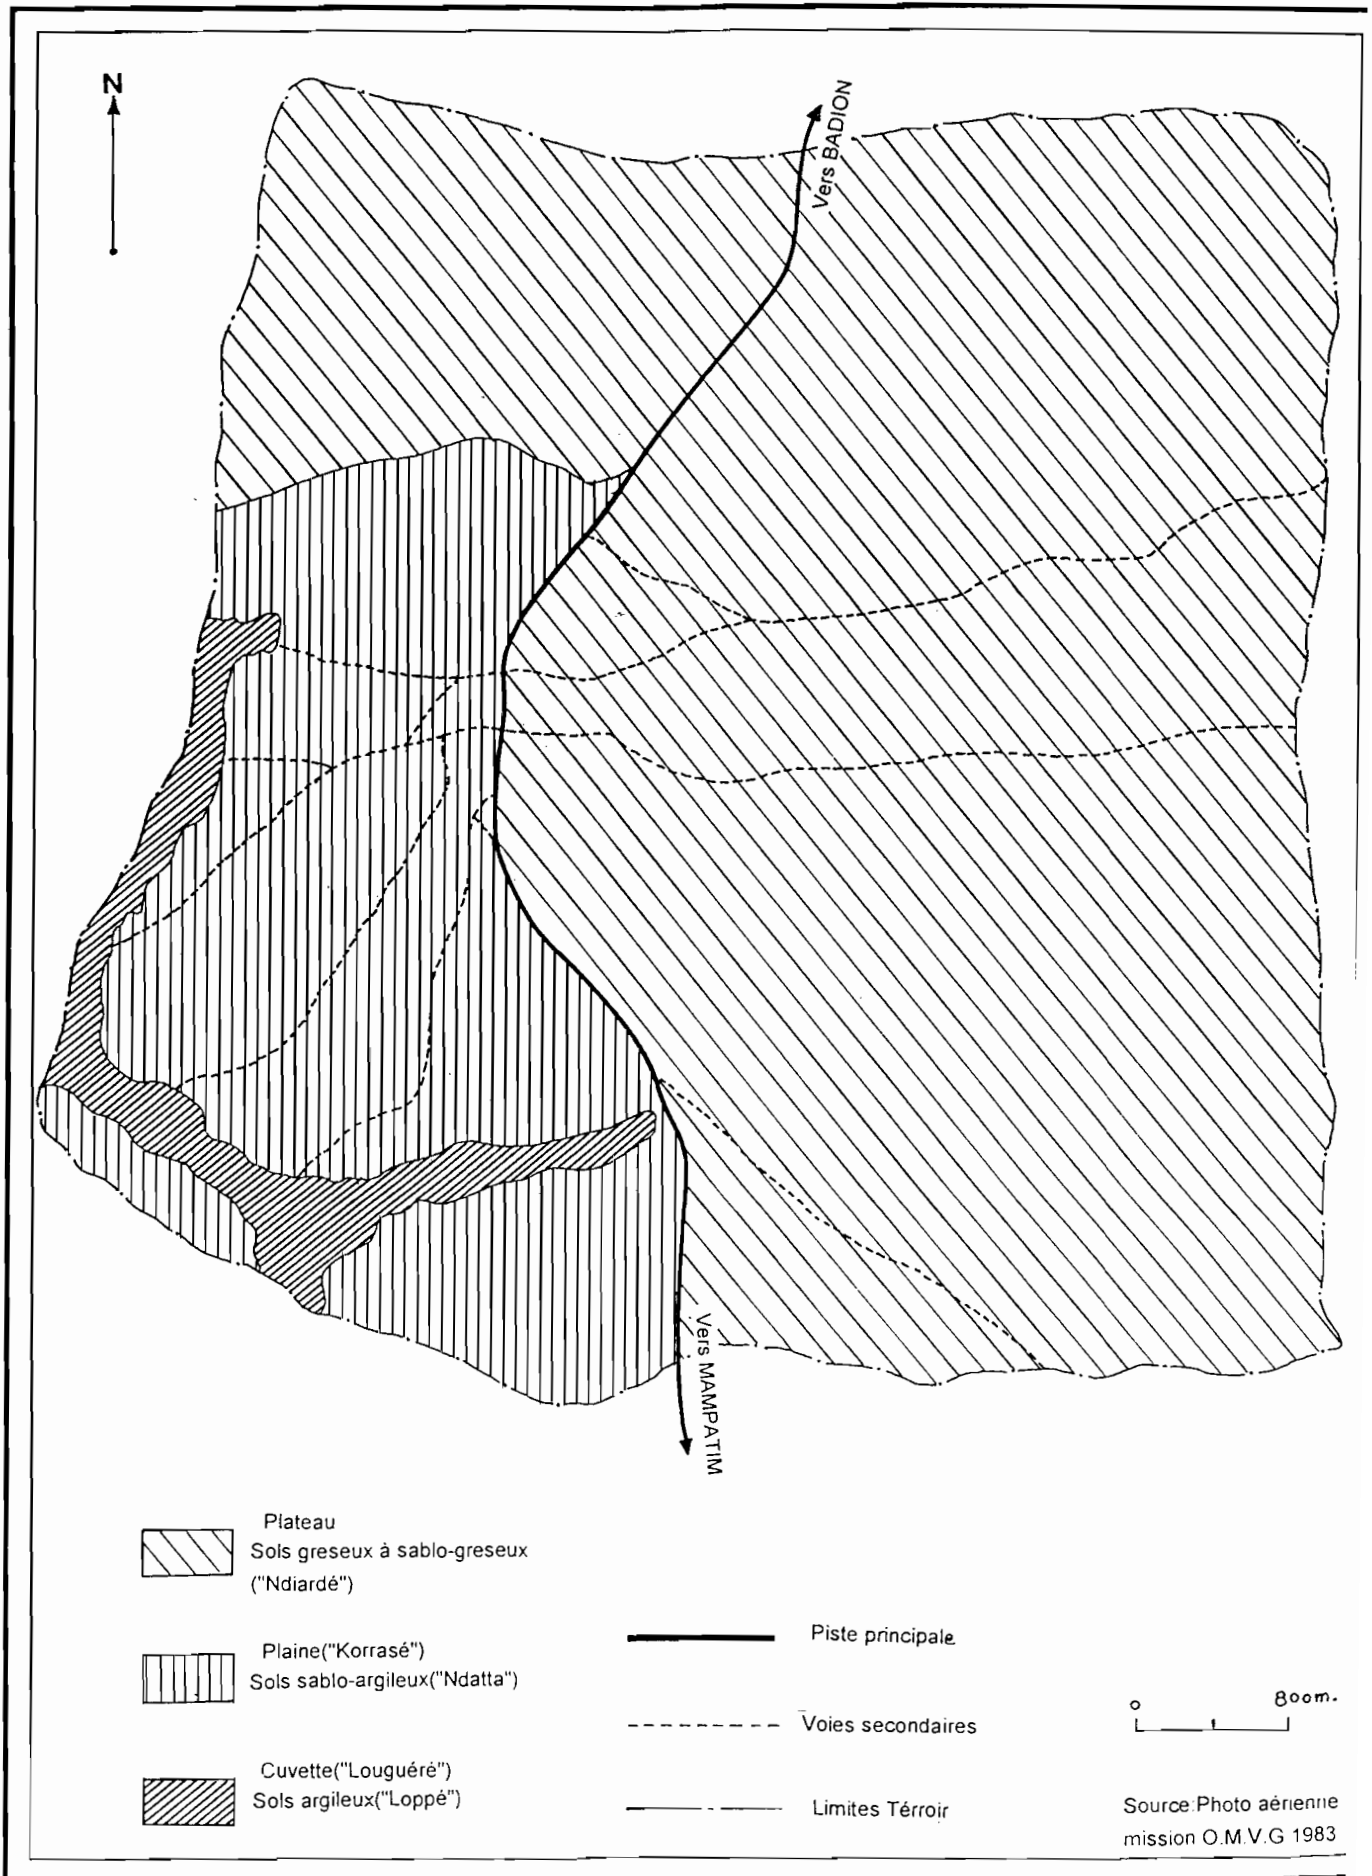 N
Vers BADION
Vers MAMPATIM
Plateau
Sols greseux à sablo-greseux
("Ndiardé")
Plaine("Korrasé")
Sols sablo-argileux("Ndatta")
Cuvette("Louguéré")
Sols argileux("Loppé")
Piste principale
Voies secondaires
Limites Térroir
0 800m.
Source:Photo aérienne
mission O.M.V.G 1983